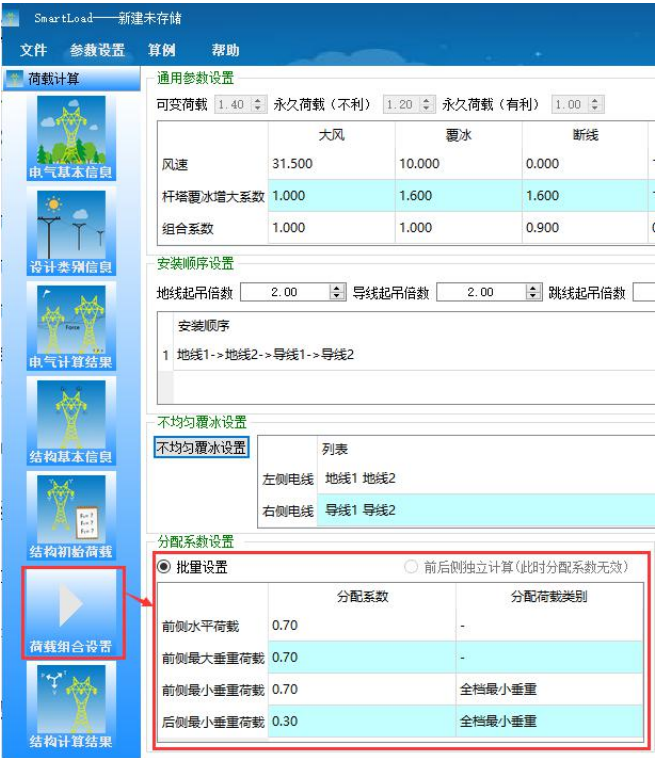 SmartLoad——新建未存储
文件 参数设置 算例 帮助
荷载计算
电气基本信息
设计类别信息
电气计算结果
结构基本信息
结构初始荷载
荷载组合设置
结构计算结果
通用参数设置
可变荷载 1.40 永久荷载（不利） 1.20 永久荷载（有利） 1.00
大风 覆冰 断线
风速 31.500 10.000 0.000
杆塔覆冰增大系数 1.000 1.600 1.600
组合系数 1.000 1.000 0.900
安装顺序设置
地线起吊倍数 2.00 导线起吊倍数 2.00 跳线起吊倍数
安装顺序
1 地线1->地线2->导线1->导线2
不均匀覆冰设置
不均匀覆冰设置
列表
左侧电线 地线1 地线2
右侧电线 导线1 导线2
分配系数设置
批里设置 前后侧独立计算(此时分配系数无效)
分配系数 分配荷载类别
前侧水平荷载 0.70 -
前侧最大垂重荷载 0.70 -
前侧最小垂重荷载 0.70 全档最小垂重
后侧最小垂重荷载 0.30 全档最小垂重